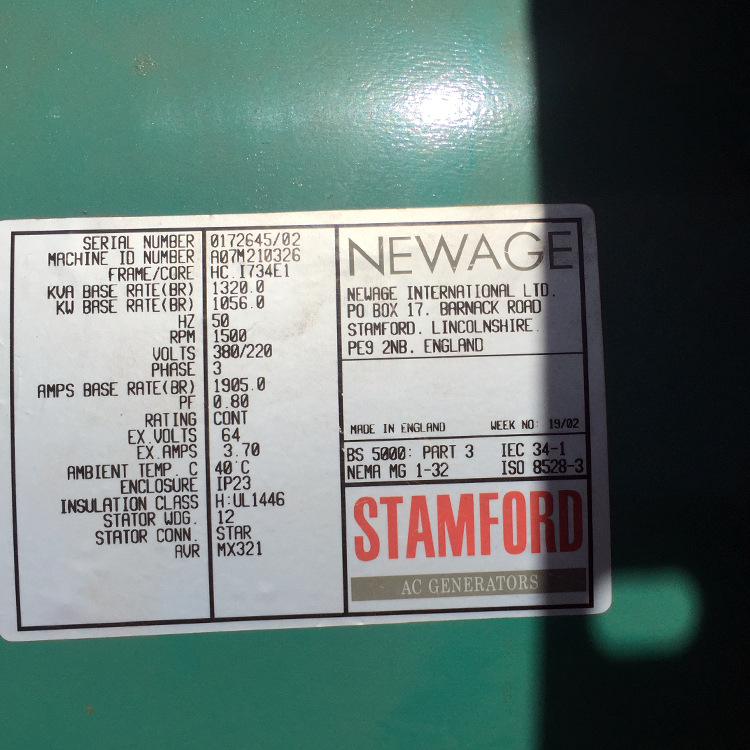 SERIAL NUMBER 0172645/02
MACHINE ID NUMBER A07M210326
FRAME/CORE HC.I734E1
KVA BASE RATE(BR) 1320.0
KW BASE RATE(BR) 1056.0
HZ 50
RPM 1500
VOLTS 380/220
PHASE 3
AMPS BASE RATE(BR) 1905.0
PF 0.80
RATING CONT
EX.VOLTS 64
EX.AMPS 3.70
AMBIENT TEMP. C 40°C
ENCLOSURE IP23
INSULATION CLASS H:UL1446
STATOR WDG. 12
STATOR CONN. STAR
AVR MX321
NEWAGE
NEWAGE INTERNATIONAL LTD.
PO BOX 17. BARNACK ROAD
STAMFORD. LINCOLNSHIRE.
PE9 2NB. ENGLAND
MADE IN ENGLAND WEEK NO: 19/02
BS 5000: PART 3 IEC 34-1
NEMA MG 1-32 ISO 8528-3
STAMFORD
AC GENERATORS